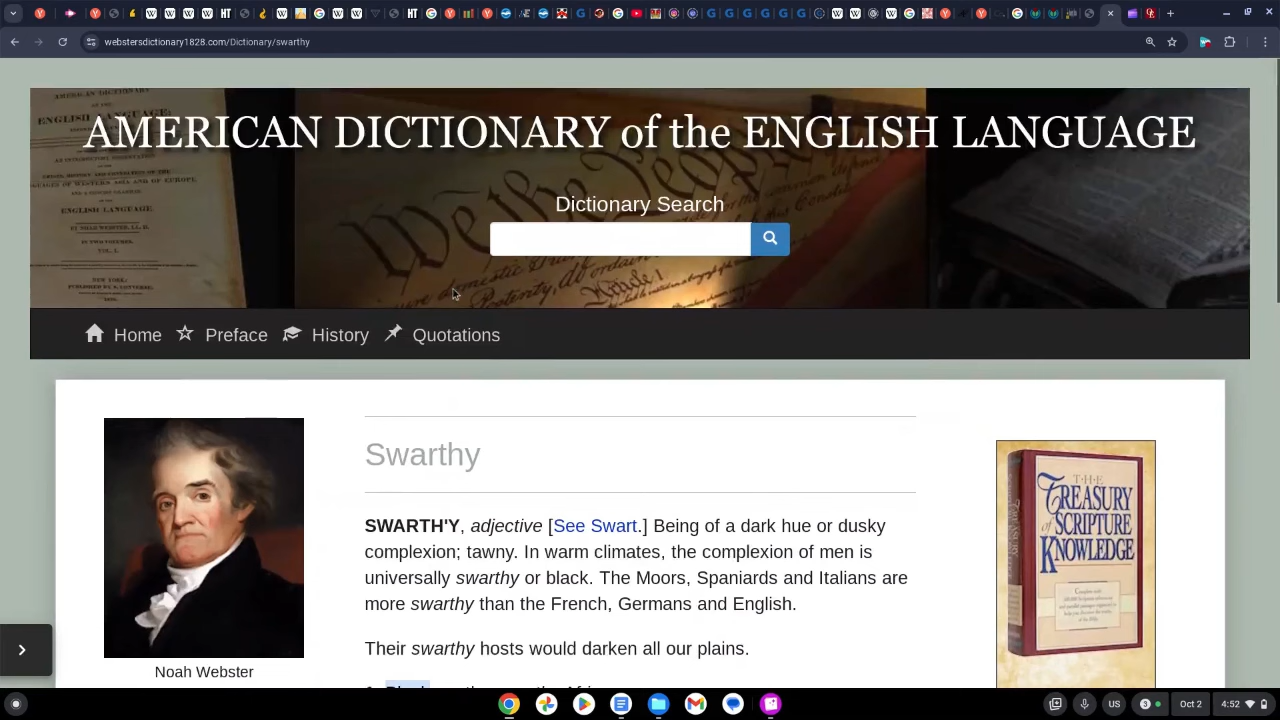 webstersdictionary1828.com/Dictionary/swarthy
AMERICAN DICTIONARY of the ENGLISH LANGUAGE
Dictionary Search
Home Preface History Quotations
Swarthy
SWARTH'Y, adjective [See Swart.] Being of a dark hue or dusky
complexion; tawny. In warm climates, the complexion of men is
universally swarthy or black. The Moors, Spaniards and Italians are
more swarthy than the French, Germans and English.
Their swarthy hosts would darken all our plains.
Noah Webster
THE
TREASURY
of SCRIPTURE
KNOWLEDGE
US
3
Oct 2
4:52